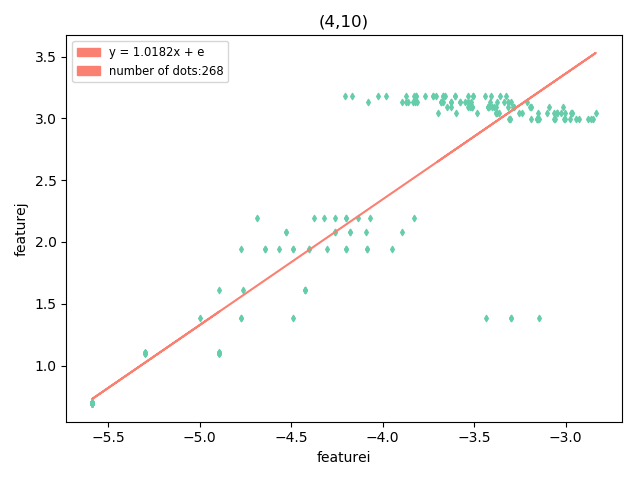 (4,10)
y = 1.0182x + e
number of dots:268
3.5
3.0
2.5
2.0
1.5
1.0
featurej
−5.5 −5.0 −4.5 −4.0 −3.5 −3.0
featurei